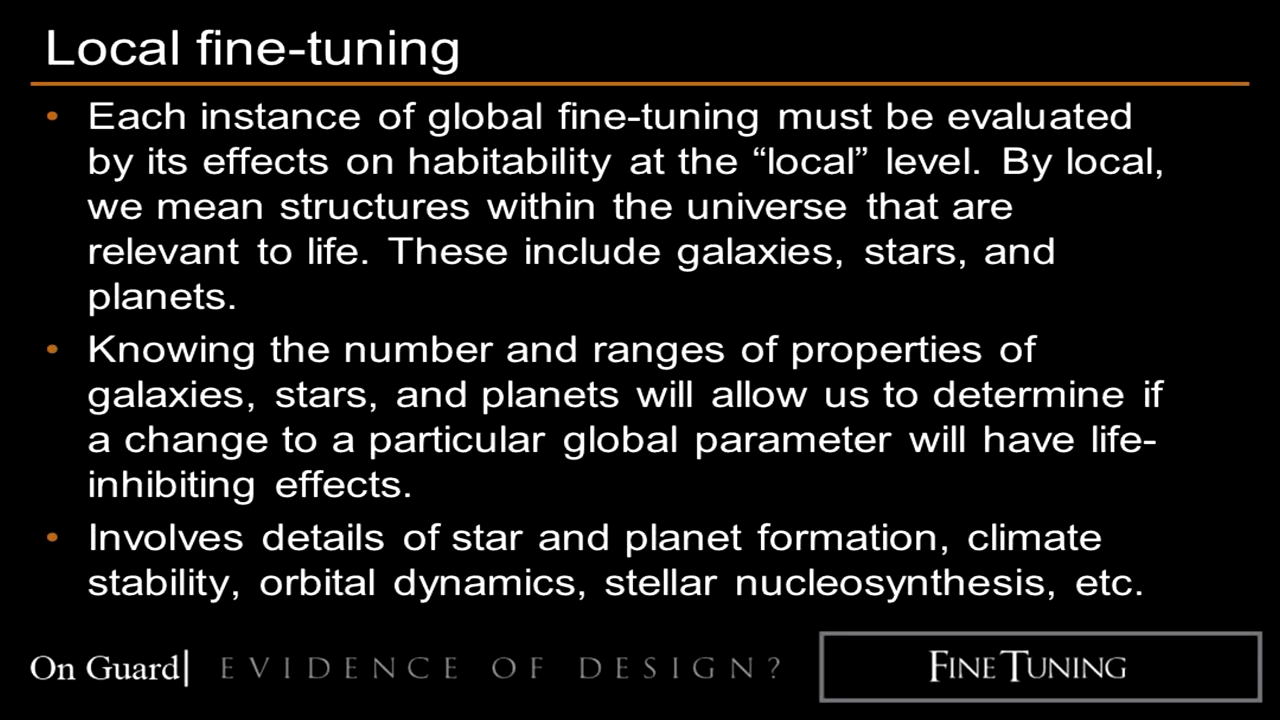 Local fine-tuning
• Each instance of global fine-tuning must be evaluated
by its effects on habitability at the “local” level. By local,
we mean structures within the universe that are
relevant to life. These include galaxies, stars, and
planets.
• Knowing the number and ranges of properties of
galaxies, stars, and planets will allow us to determine if
a change to a particular global parameter will have life-
inhibiting effects.
• Involves details of star and planet formation, climate
stability, orbital dynamics, stellar nucleosynthesis, etc.
On Guard| EVIDENCE OF DESIGN?
FINE TUNING